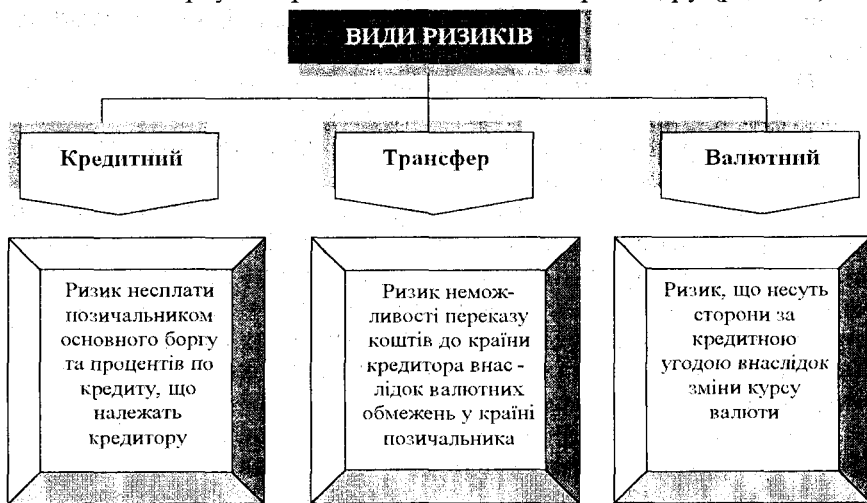 ВИДИ РИЗИКІВ
Кредитний
Трансфер
Валютний
Ризик несплати
позичальником
основного боргу
та процентів по
кредиту, що
належать
кредитору
Ризик немож-
ливості переказу
коштів до країни
кредитора внас -
лідок валютних
обмежень у країні
позичальника
Ризик, що несуть
сторони за
кредитною
угодою внаслідок
зміни курсу
валюти